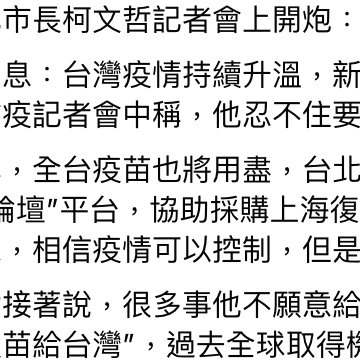 市長柯文哲記者會上開炮：
息：台灣疫情持續升溫，新
疫記者會中稱，他忍不住要
，全台疫苗也將用盡，台北
論壇”平台，協助採購上海復
，相信疫情可以控制，但是
接著說，很多事他不願意給
苗給台灣”，過去全球取得機